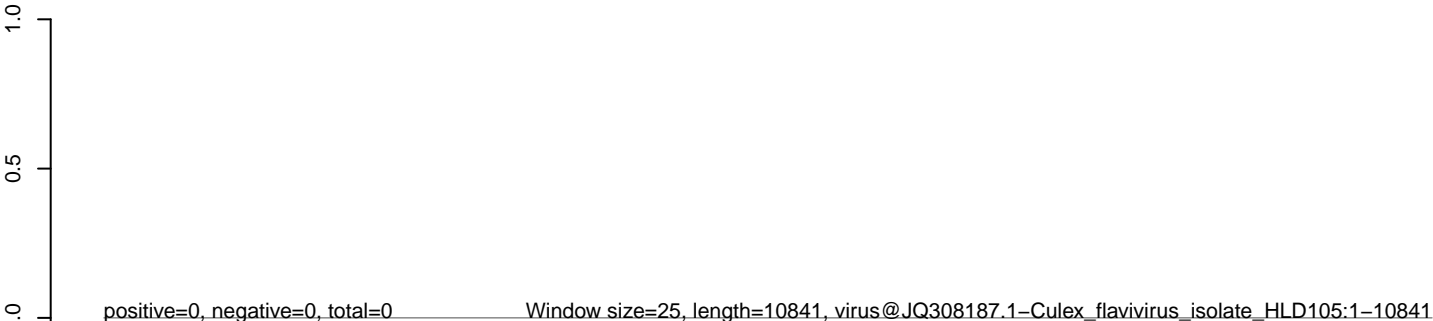 1.0
0.5
.0
positive=0, negative=0, total=0 Window size=25, length=10841, virus@JQ308187.1−Culex_flavivirus_isolate_HLD105:1−10841